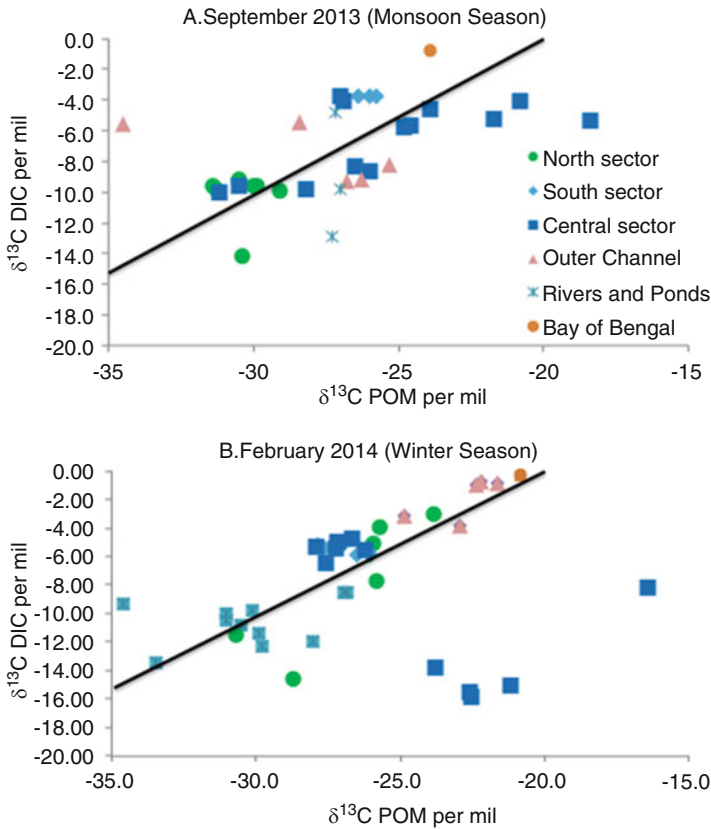 A.September 2013 (Monsoon Season)
0.0
-2.0
-4.0
-6.0
-8.0
-10.0
-12.0
-14.0
-16.0
-18.0
-20.0
δ13C DIC per mil
-35
-30
-25
-20
-15
δ13C POM per mil
North sector
South sector
Central sector
Outer Channel
Rivers and Ponds
Bay of Bengal
B.February 2014 (Winter Season)
0.00
-2.00
-4.00
-6.00
-8.00
-10.00
-12.00
-14.00
-16.00
-18.00
-20.00
δ13C DIC per mil
-35.0
-30.0
-25.0
-20.0
-15.0
δ13C POM per mil